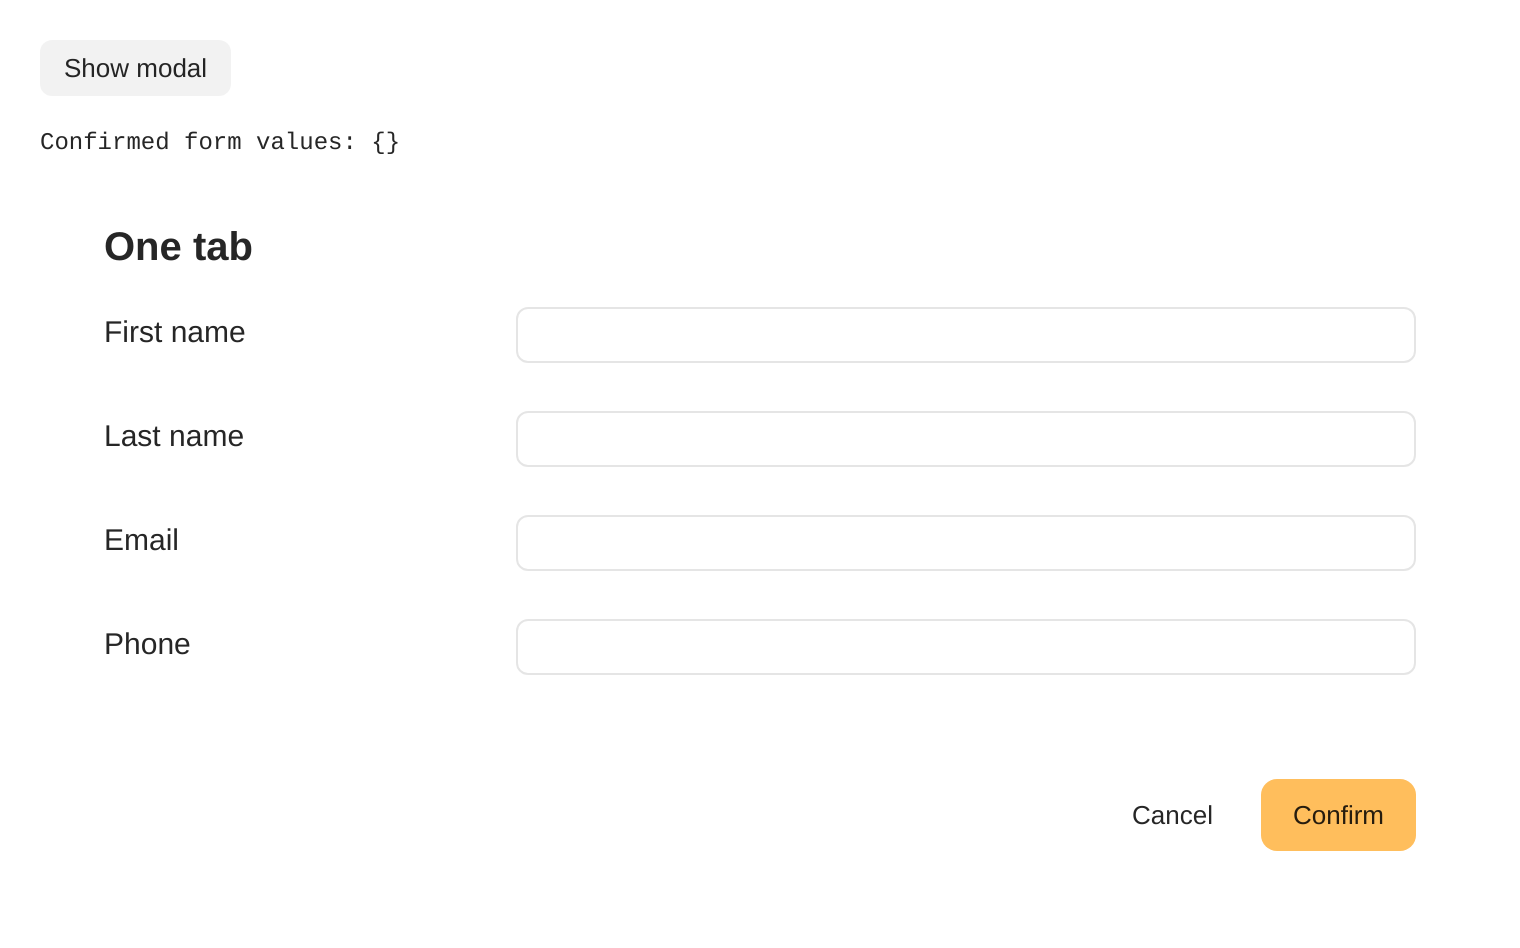 Show modal
Confirmed form values: {}
One tab
First name
Last name
Email
Phone
Cancel
Confirm